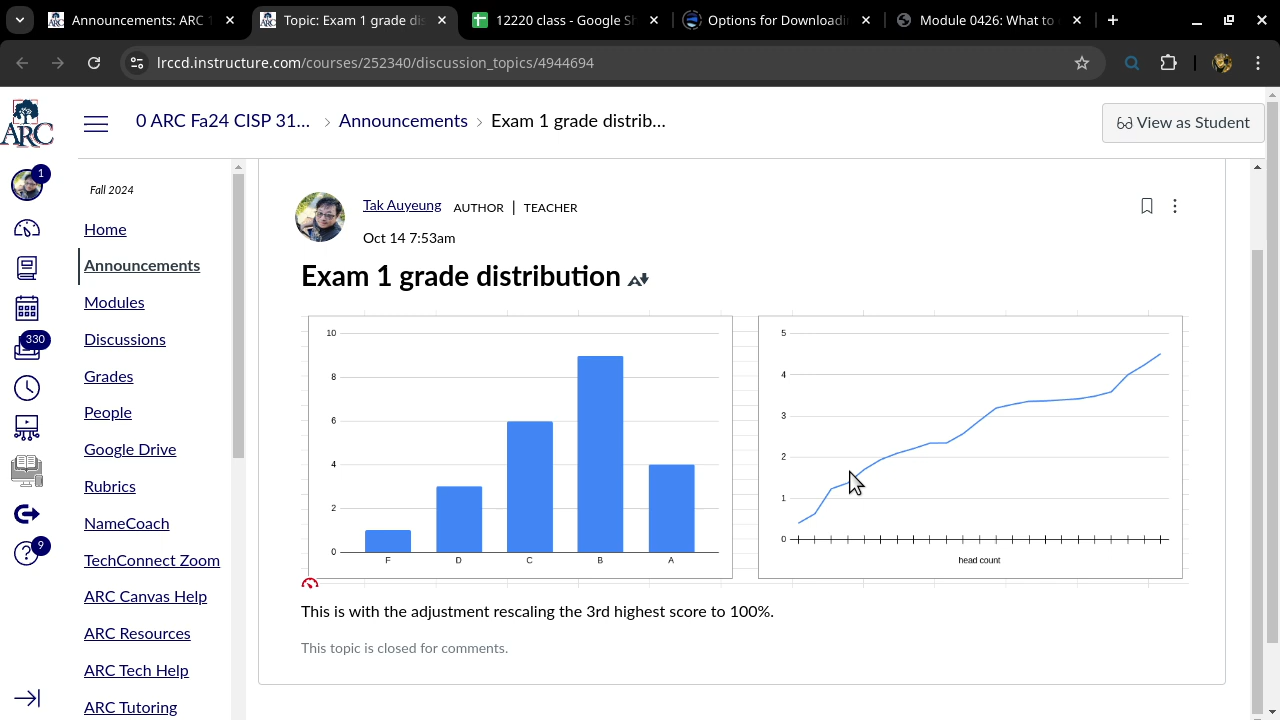 Announcements: ARC
Topic: Exam 1 grade dis
12220 class - Google Sh
Options for Downloadi
Module 0426: What to
lrccd.instructure.com/courses/252340/discussion_topics/4944694
ARC
0 ARC Fa24 CISP 31...
Announcements
Exam 1 grade distrib...
View as Student
1
330
9
Fall 2024
Home
Announcements
Modules
Discussions
Grades
People
Google Drive
Rubrics
NameCoach
TechConnect Zoom
ARC Canvas Help
ARC Resources
ARC Tech Help
ARC Tutoring
Tak Auyeung AUTHOR | TEACHER
Oct 14 7:53am
Exam 1 grade distribution
10
8
6
4
2
0
F D C B A
5
4
3
2
1
0
head count
This is with the adjustment rescaling the 3rd highest score to 100%.
This topic is closed for comments.